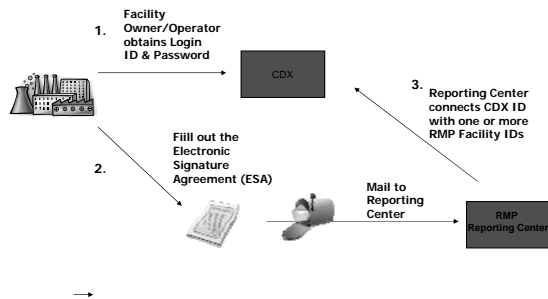 1.
Facility
Owner/Operator
obtains Login
ID & Password
CDX
3.
Reporting Center
connects CDX ID
with one or more
RMP Facility IDs
2.
Fiill out the
Electronic
Signature
Agreement (ESA)
Mail to
Reporting
Center
RMP
Reporting Center